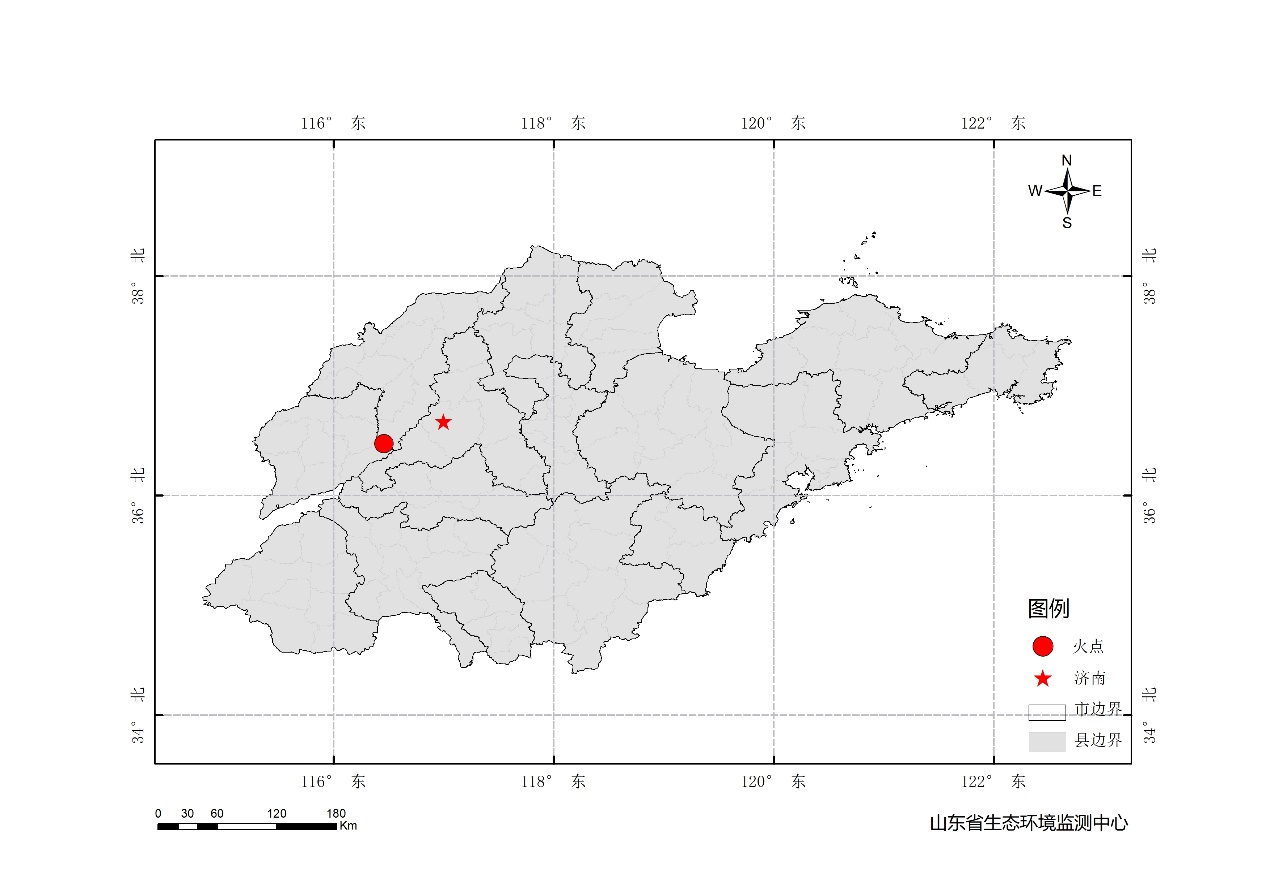 116° 东
118° 东
120° 东
122° 东
N
W
E
S
38° 北
38° 北
36° 北
36° 北
34° 北
34° 北
图例
火点
济南
市边界
县边界
116° 东
118° 东
120° 东
122° 东
0 30 60 120 180
Km
山东省生态环境监测中心